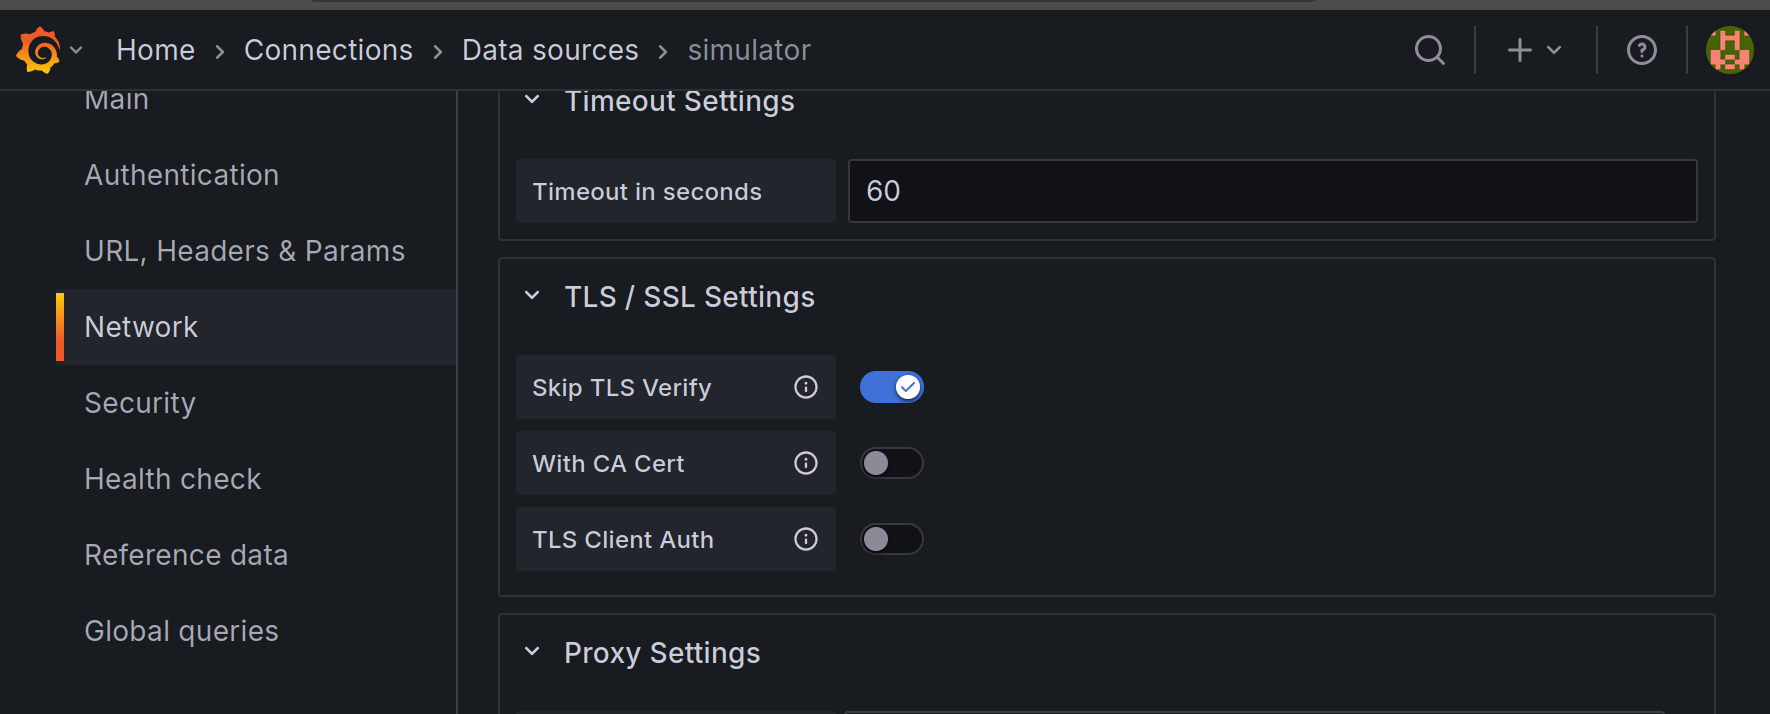 Home > Connections > Data sources > simulator
Main
Authentication
URL, Headers & Params
Network
Security
Health check
Reference data
Global queries
Timeout Settings
Timeout in seconds
60
TLS / SSL Settings
Skip TLS Verify
With CA Cert
TLS Client Auth
Proxy Settings